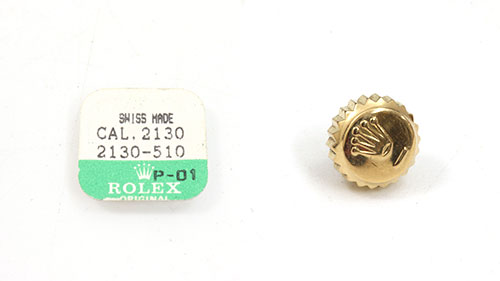 SWISS MADE
CAL.2130
2130-510
P-01
ROLEX
ORIGINAL